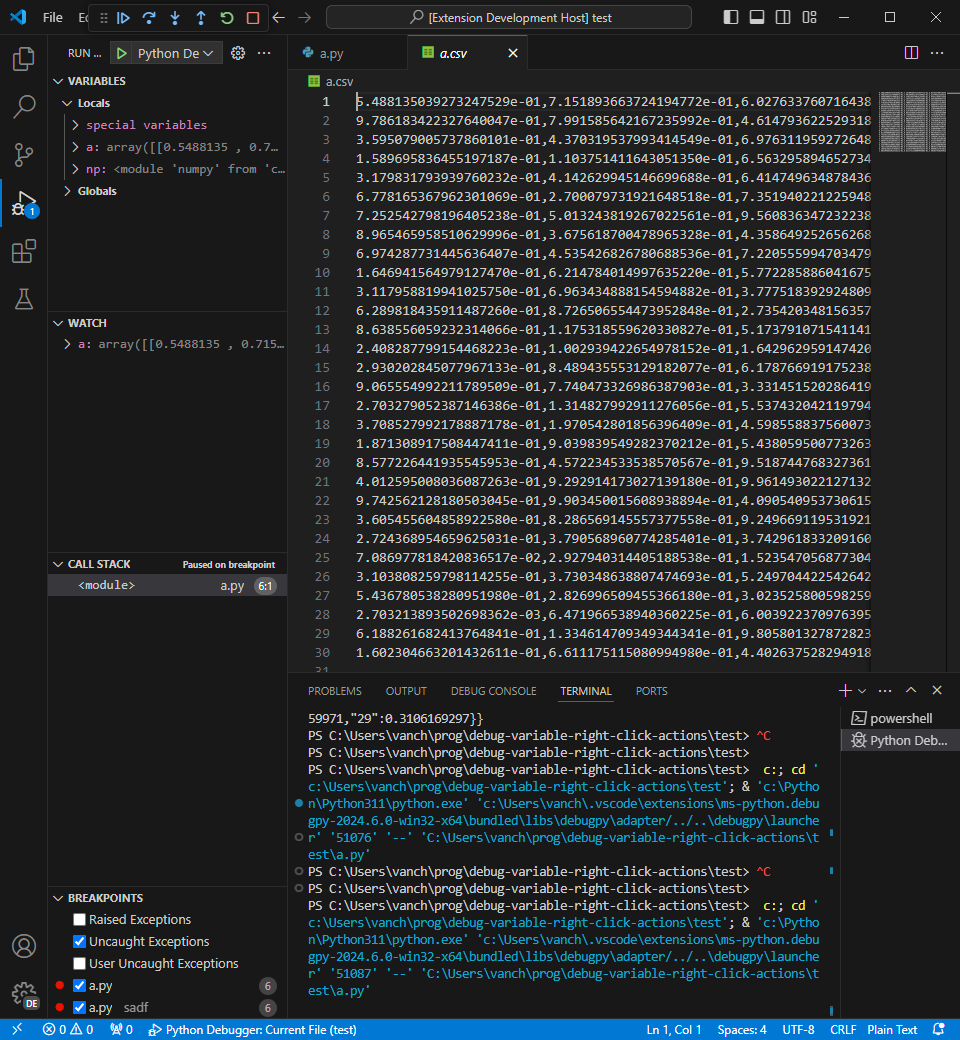 File
[Extension Development Host] test
RUN ...
Python De
VARIABLES
Locals
special variables
a: array([[0.5488135 , 0.7...
np: <module 'numpy' from 'c...
Globals
WATCH
a: array([[0.5488135 , 0.715...
CALL STACK
Paused on breakpoint
<module>
a.py
6:1
BREAKPOINTS
Raised Exceptions
Uncaught Exceptions
User Uncaught Exceptions
a.py
6
a.py sadf
6
1
DE
a.py
a.csv
a.csv
1 5.488135039273247529e-01,7.151893663724194772e-01,6.027633760716438
2 9.786183422327640047e-01,7.991585642167235992e-01,4.614793622529318
3 3.595079005737860101e-01,4.370319537993414549e-01,6.976311959272648
4 1.589695836455197187e-01,1.103751411643051350e-01,6.563295894652734
5 3.179831793939760232e-01,4.142629945146699688e-01,6.414749634878436
6 6.778165367962301069e-01,2.700079731921648518e-01,7.351940221225948
7 7.252542798196405238e-01,5.013243819267022561e-01,9.560836347232238
8 8.965465958510629996e-01,3.675618700478965328e-01,4.358649252656268
9 6.974287731445636407e-01,4.535426826780688536e-01,7.220555994703479
10 1.646941564979127470e-01,6.214784014997635220e-01,5.772285886041675
11 3.117958819941025750e-01,6.963434888154594882e-01,3.777518392924809
12 6.289818435911487260e-01,8.726506554473952848e-01,2.735420348156357
13 8.638556059232314066e-01,1.175318559620330827e-01,5.173791071541141
14 2.408287799154468223e-01,1.002939422654978152e-01,1.642962959147420
15 2.930202845077967133e-01,8.489435553129182077e-01,6.178766919175238
16 9.065554992211789509e-01,7.740473326986387903e-01,3.331451520286419
17 2.703279052387146386e-01,1.314827992911276056e-01,5.537432042119794
18 3.708527992178887178e-01,1.970542801856396409e-01,4.598558837560073
19 1.871308917508447411e-01,9.039839549282370212e-01,5.438059500773263
20 8.577226441935545953e-01,4.572234533538570567e-01,9.518744768327361
21 4.012595008036087263e-01,9.292914173027139180e-01,9.961493022127132
22 9.742562128180503045e-01,9.903450015608938894e-01,4.090540953730615
23 3.605455604858922580e-01,8.286569145557377558e-01,9.249669119531921
24 2.724368954659625031e-01,3.790568960774285401e-01,3.742961833209160
25 7.086977818420836517e-02,2.927940314405188538e-01,1.523547056877304
26 3.103808259798114255e-01,3.730348638807474693e-01,5.249704422542642
27 5.436780538280951980e-01,2.826996509455366180e-01,3.023525800598259
28 2.703213893502698362e-03,6.471966538940360225e-01,6.003922370976395
29 6.188261682413764841e-01,1.334614709349344341e-01,9.805801327872823
30 1.602304663201432611e-01,6.611175115080994980e-01,4.402637528294918
31
PROBLEMS
OUTPUT
DEBUG CONSOLE
TERMINAL
PORTS
59971,"29":0.3106169297}}
PS C:\Users\vanch\prog\debug-variable-right-click-actions\test> ^C
PS C:\Users\vanch\prog\debug-variable-right-click-actions\test>
PS C:\Users\vanch\prog\debug-variable-right-click-actions\test>  c:; cd '
c:\Users\vanch\prog\debug-variable-right-click-actions\test'; & 'c:\Pytho
n\Python311\python.exe' 'c:\Users\vanch\.vscode\extensions\ms-python.debu
gpy-2024.6.0-win32-x64\bundled\libs\debugpy\adapter/../..\debugpy\launche
r' '51076' '--' 'C:\Users\vanch\prog\debug-variable-right-click-actions\t
est\a.py'
PS C:\Users\vanch\prog\debug-variable-right-click-actions\test> ^C
PS C:\Users\vanch\prog\debug-variable-right-click-actions\test>
PS C:\Users\vanch\prog\debug-variable-right-click-actions\test>  c:; cd '
c:\Users\vanch\prog\debug-variable-right-click-actions\test'; & 'c:\Pytho
n\Python311\python.exe' 'c:\Users\vanch\.vscode\extensions\ms-python.debu
gpy-2024.6.0-win32-x64\bundled\libs\debugpy\adapter/../..\debugpy\launche
r' '51087' '--' 'C:\Users\vanch\prog\debug-variable-right-click-actions\t
est\a.py'
powershell
Python Deb...
0 0
0
Python Debugger: Current File (test)
Ln 1, Col 1
Spaces: 4
UTF-8
CRLF
Plain Text